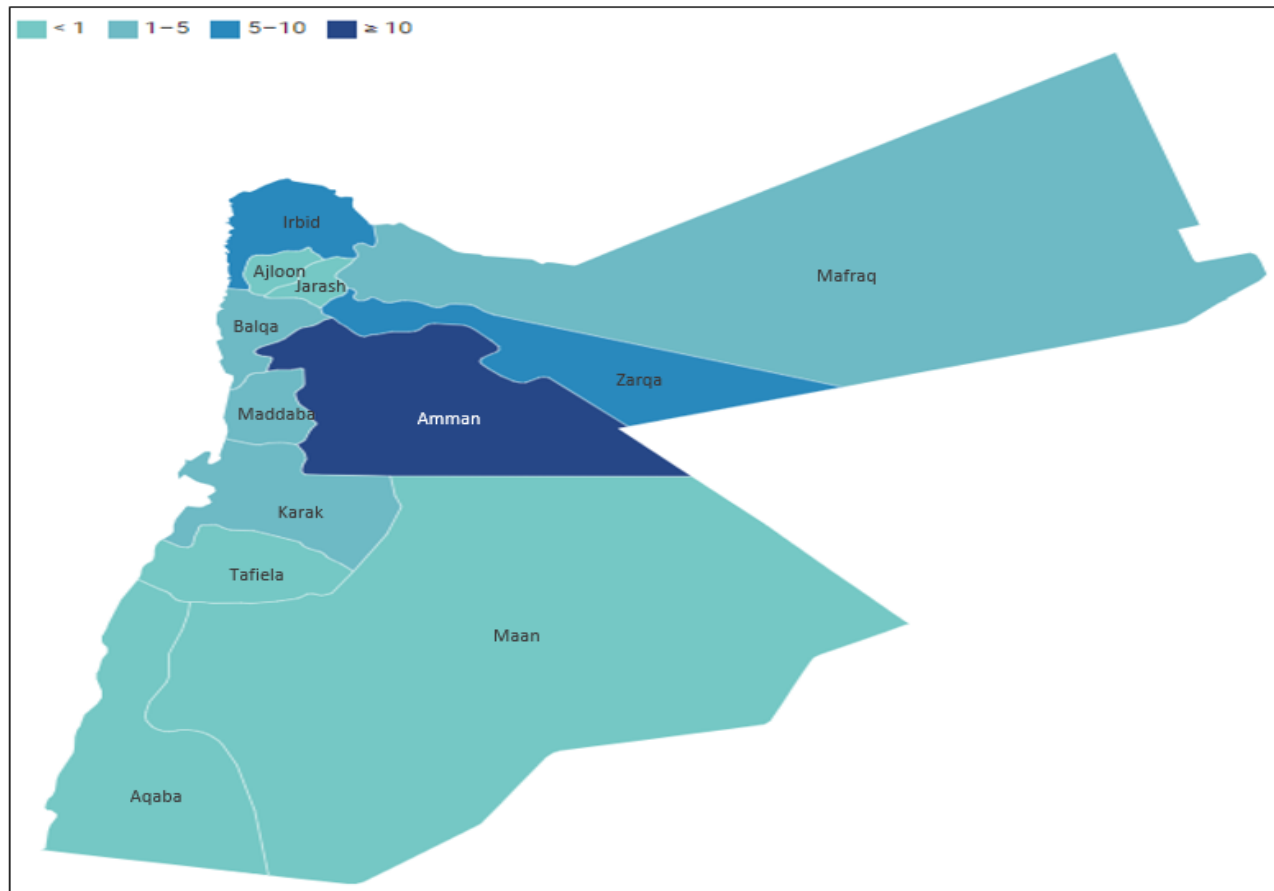 < 1 1–5 5–10 ≥ 10
Irbid
Ajloon
Jarash
Mafraq
Balqa
Zarqa
Maddaba
Amman
Karak
Tafiela
Maan
Aqaba